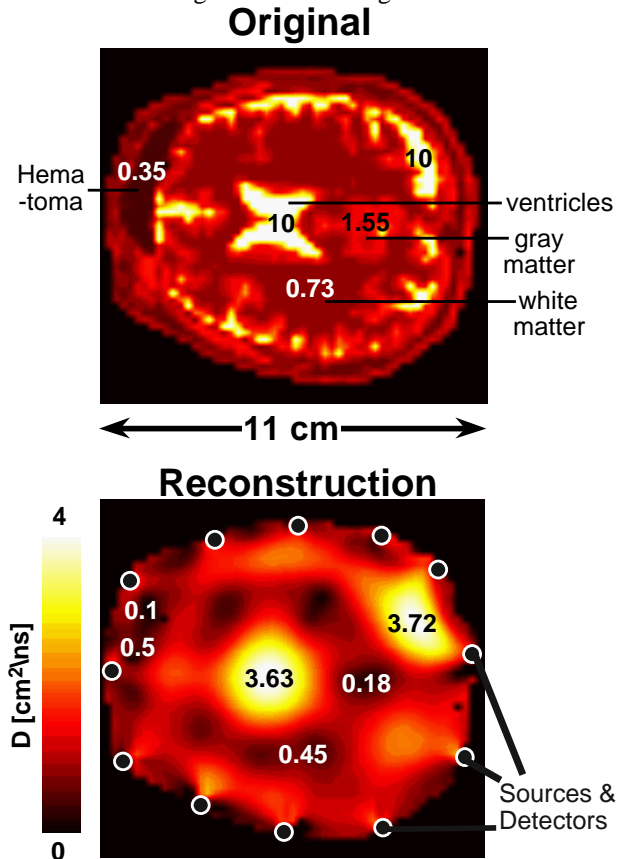 Original
Hema
-toma
0.35
10
10
1.55
0.73
ventricles
gray
matter
white
matter
11 cm
Reconstruction
4
D [cm²\ns]
0
0.1
0.5
3.72
3.63
0.18
0.45
Sources &
Detectors